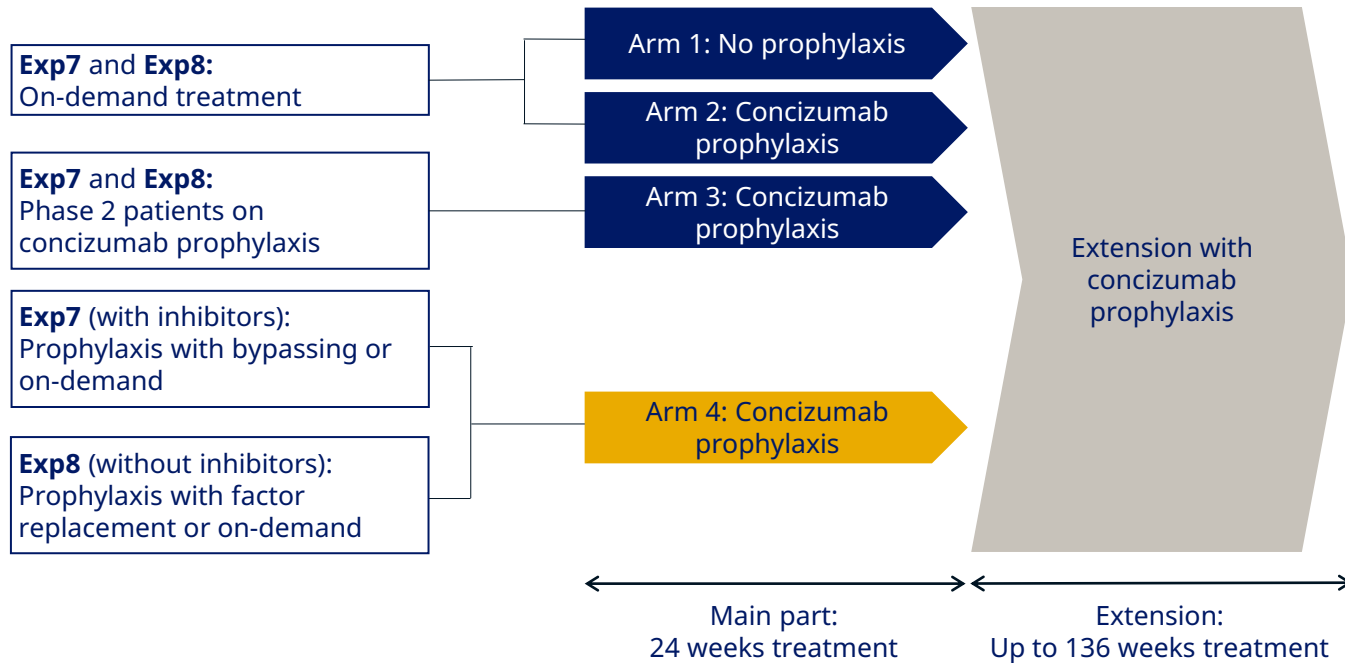 Exp7 and Exp8:
On-demand treatment
Exp7 and Exp8:
Phase 2 patients on
concizumab prophylaxis
Exp7 (with inhibitors):
Prophylaxis with bypassing or
on-demand
Exp8 (without inhibitors):
Prophylaxis with factor
replacement or on-demand
Arm 1: No prophylaxis
Arm 2: Concizumab
prophylaxis
Arm 3: Concizumab
prophylaxis
Arm 4: Concizumab
prophylaxis
Extension with
concizumab
prophylaxis
Main part:
24 weeks treatment
Extension:
Up to 136 weeks treatment